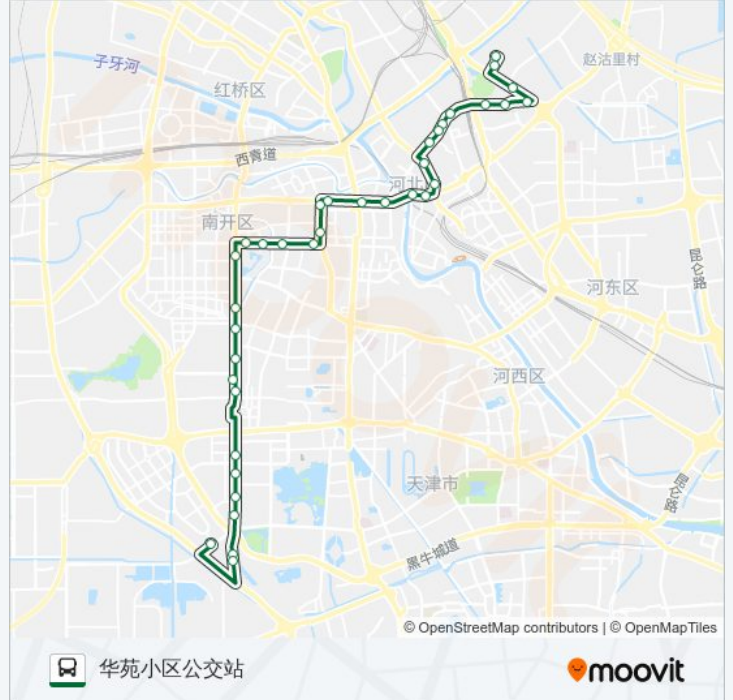 子牙河
赵沽里村
红桥区
西青道
河北
南开区
昆仑路
河东区
河西区
天津市
昆仑路
黑牛城道
© OpenStreetMap contributors | © OpenMapTiles
华苑小区公交站
moovit